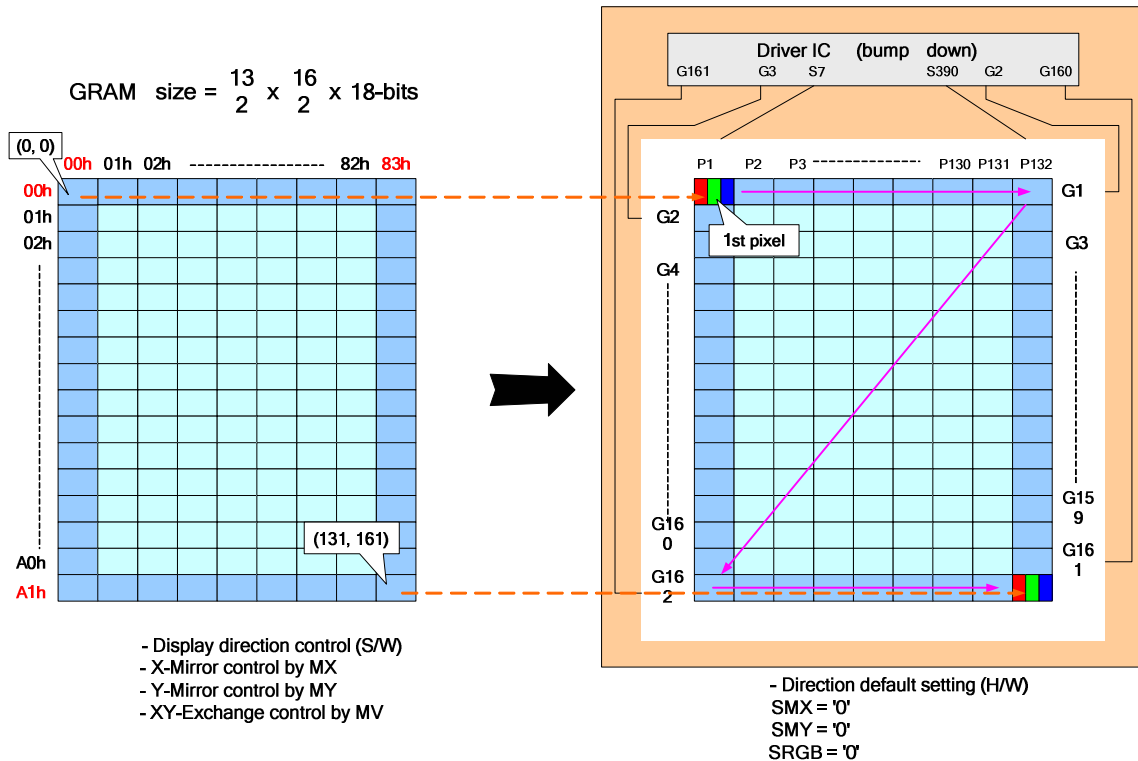 GRAM size = 13/2 x 16/2 x 18-bits
(0, 0)
00h 01h 02h 82h 83h
00h
01h
02h
A0h
A1h
(131, 161)
- Display direction control (S/W)
- X-Mirror control by MX
- Y-Mirror control by MY
- XY-Exchange control by MV
Driver IC (bump down)
G161 G3 S7 S390 G2 G160
P1 P2 P3 P130 P131 P132
G1
G2
1st pixel
G3
G4
G15
9
G16
0
G16
1
G16
2
- Direction default setting (H/W)
SMX = '0'
SMY = '0'
SRGB = '0'